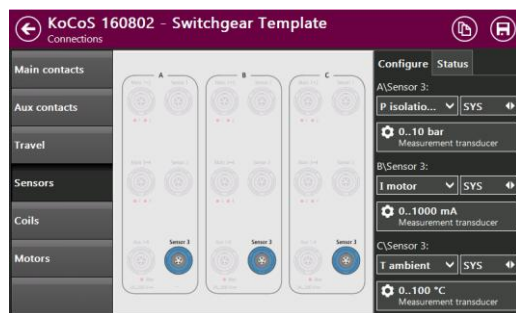 KoCoS 160802 - Switchgear Template
Connections
Main contacts
Aux contacts
Travel
Sensors
Coils
Motors
A
B
C
Sensor 3
Sensor 3
Sensor 3
Configure Status
A\Sensor 3:
P isolatio... SYS
0..10 bar
Measurement transducer
B\Sensor 3:
I motor SYS
0..1000 mA
Measurement transducer
C\Sensor 3:
T ambient SYS
0..100 °C
Measurement transducer